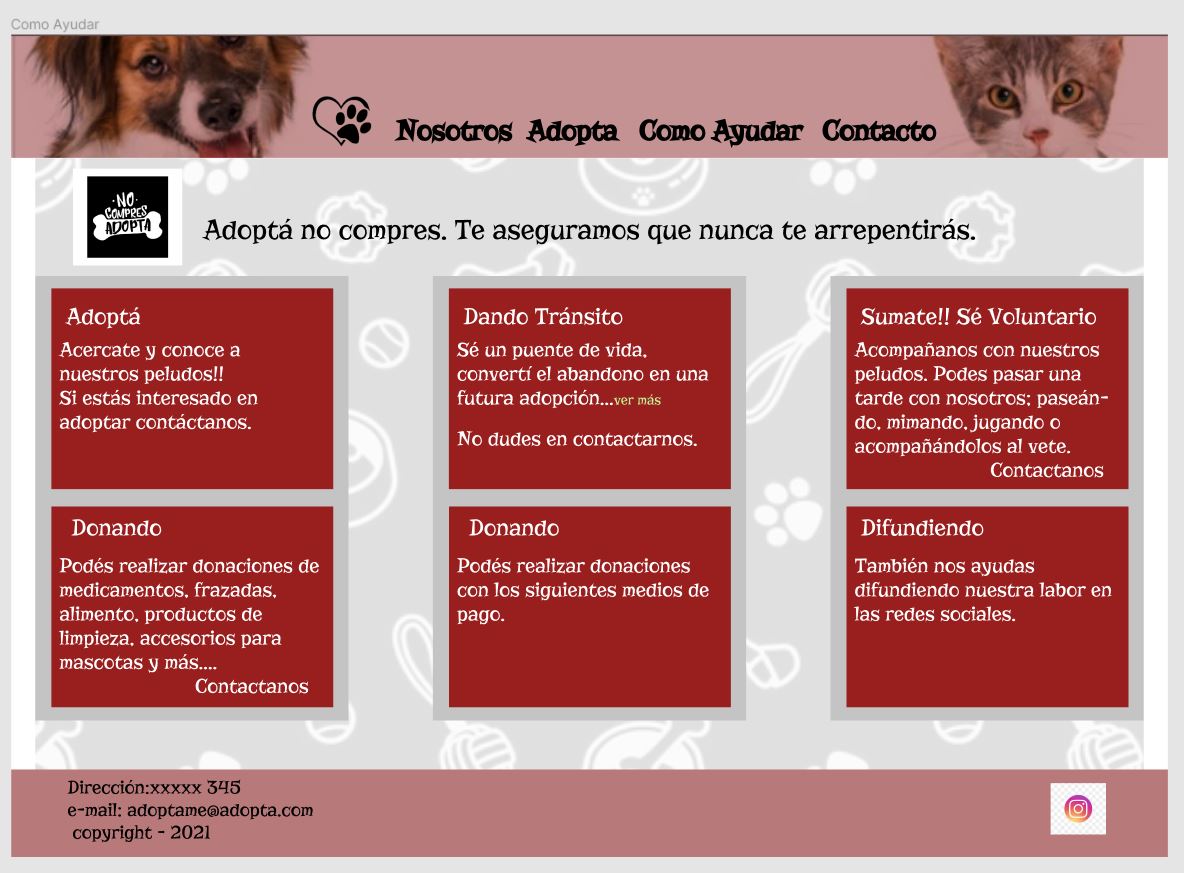 Como Ayudar
Nosotros Adopta Como Ayudar Contacto
·NO·
COMPRES
ADOPTA
Adoptá no compres. Te aseguramos que nunca te arrepentirás.
Adoptá
Acercate y conoce a
nuestros peludos!!
Si estás interesado en
adoptar contáctanos.
Dando Tránsito
Sé un puente de vida,
convertí el abandono en una
futura adopción...ver más
No dudes en contactarnos.
Sumate!! Sé Voluntario
Acompañanos con nuestros
peludos. Podes pasar una
tarde con nosotros; paseán-
do, mimando, jugando o
acompañándolos al vete.
Contactanos
Donando
Podés realizar donaciones de
medicamentos, frazadas,
alimento, productos de
limpieza, accesorios para
mascotas y más....
Contactanos
Donando
Podés realizar donaciones
con los siguientes medios de
pago.
Difundiendo
También nos ayudas
difundiendo nuestra labor en
las redes sociales.
Dirección:xxxxx 345
e-mail: adoptame@adopta.com
copyright - 2021